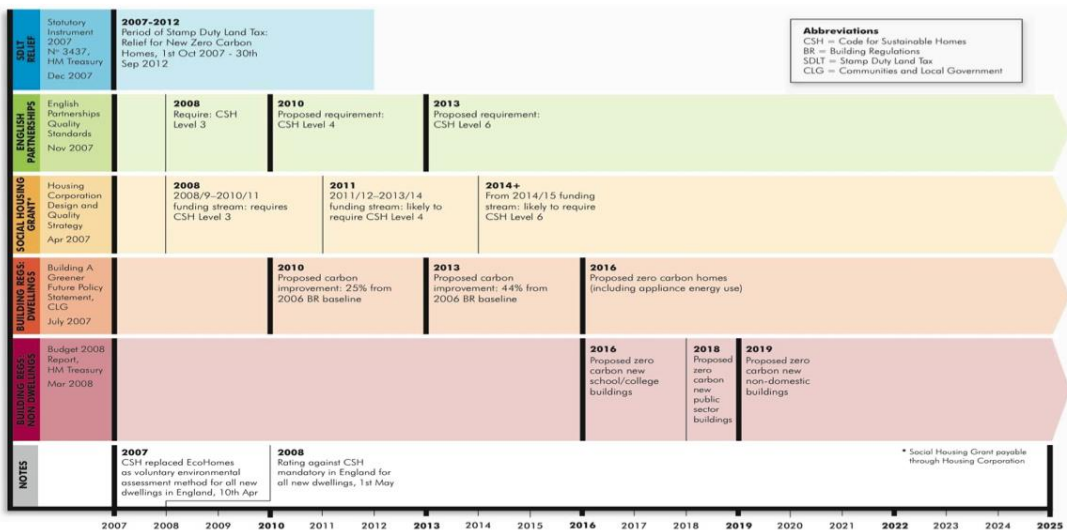 SDLT
RELIEF
Statutory
Instrument
2007
Nº 3437,
HM Treasury
Dec 2007
2007-2012
Period of Stamp Duty Land Tax:
Relief for New Zero Carbon
Homes, 1st Oct 2007 - 30th
Sep 2012
Abbreviations
CSH = Code for Sustainable Homes
BR = Building Regulations
SDLT = Stamp Duty Land Tax
CLG = Communities and Local Government
ENGLISH
PARTNERSHIPS
English
Partnerships
Quality
Standards
Nov 2007
2008
Require: CSH
Level 3
2010
Proposed requirement:
CSH Level 4
2013
Proposed requirement:
CSH Level 6
SOCIAL HOUSING
GRANT*
Housing
Corporation
Design and
Quality
Strategy
Apr 2007
2008
2008/9–2010/11
funding stream: requires
CSH Level 3
2011
2011/12–2013/14
funding stream: likely to
require CSH Level 4
2014+
From 2014/15 funding
stream: likely to require
CSH Level 6
BUILDING REGS:
DWELLINGS
Building A
Greener
Future Policy
Statement,
CLG
July 2007
2010
Proposed carbon
improvement: 25% from
2006 BR baseline
2013
Proposed carbon
improvement: 44% from
2006 BR baseline
2016
Proposed zero carbon homes
(including appliance energy use)
BUILDING REGS:
NON DWELLINGS
Budget 2008
Report,
HM Treasury
Mar 2008
2016
Proposed zero
carbon new
school/college
buildings
2018
Proposed
zero
carbon
new
public
sector
buildings
2019
Proposed zero
carbon new
non-domestic
buildings
NOTES
2007
CSH replaced EcoHomes
as voluntary environmental
assessment method for all new
dwellings in England, 10th Apr
2008
Rating against CSH
mandatory in England for
all new dwellings, 1st May
* Social Housing Grant payable
through Housing Corporation
2007 2008 2009 2010 2011 2012 2013 2014 2015 2016 2017 2018 2019 2020 2021 2022 2023 2024 2025